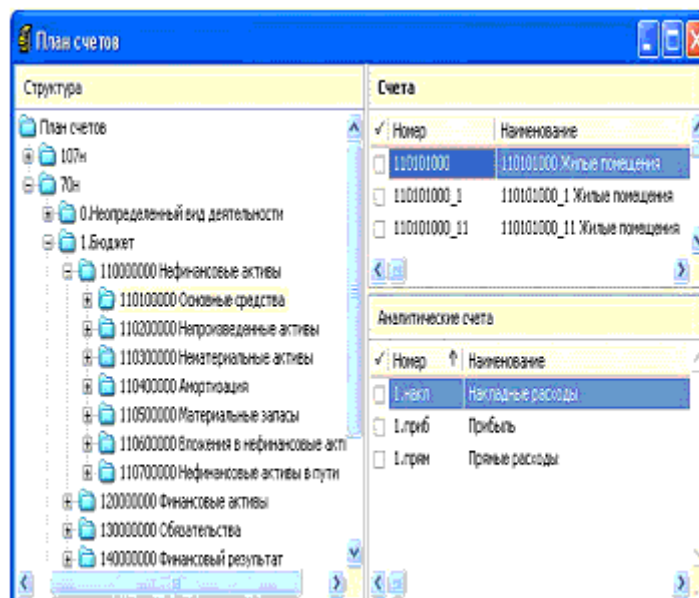 План счетов
Структура
План счетов
107н
70н
0.Неопределенный вид деятельности
1.Бюджет
110000000 Нефинансовые активы
110100000 Основные средства
110200000 Непроизведенные активы
110300000 Нематериальные активы
110400000 Амортизация
110500000 Материальные запасы
110600000 Вложения в нефинансовые акти
110700000 Нефинансовые активы в пути
120000000 Финансовые активы
130000000 Обязательства
140000000 Финансовый результат
Счета
Номер Наименование
110101000 110101000 Жилые помещения
110101000_1 110101000_1 Жилые помещения
110101000_11 110101000_11 Жилые помещения
Аналитические счета
Номер Наименование
1.накл Накладные расходы
1.приб Прибыль
1.прям Прямые расходы